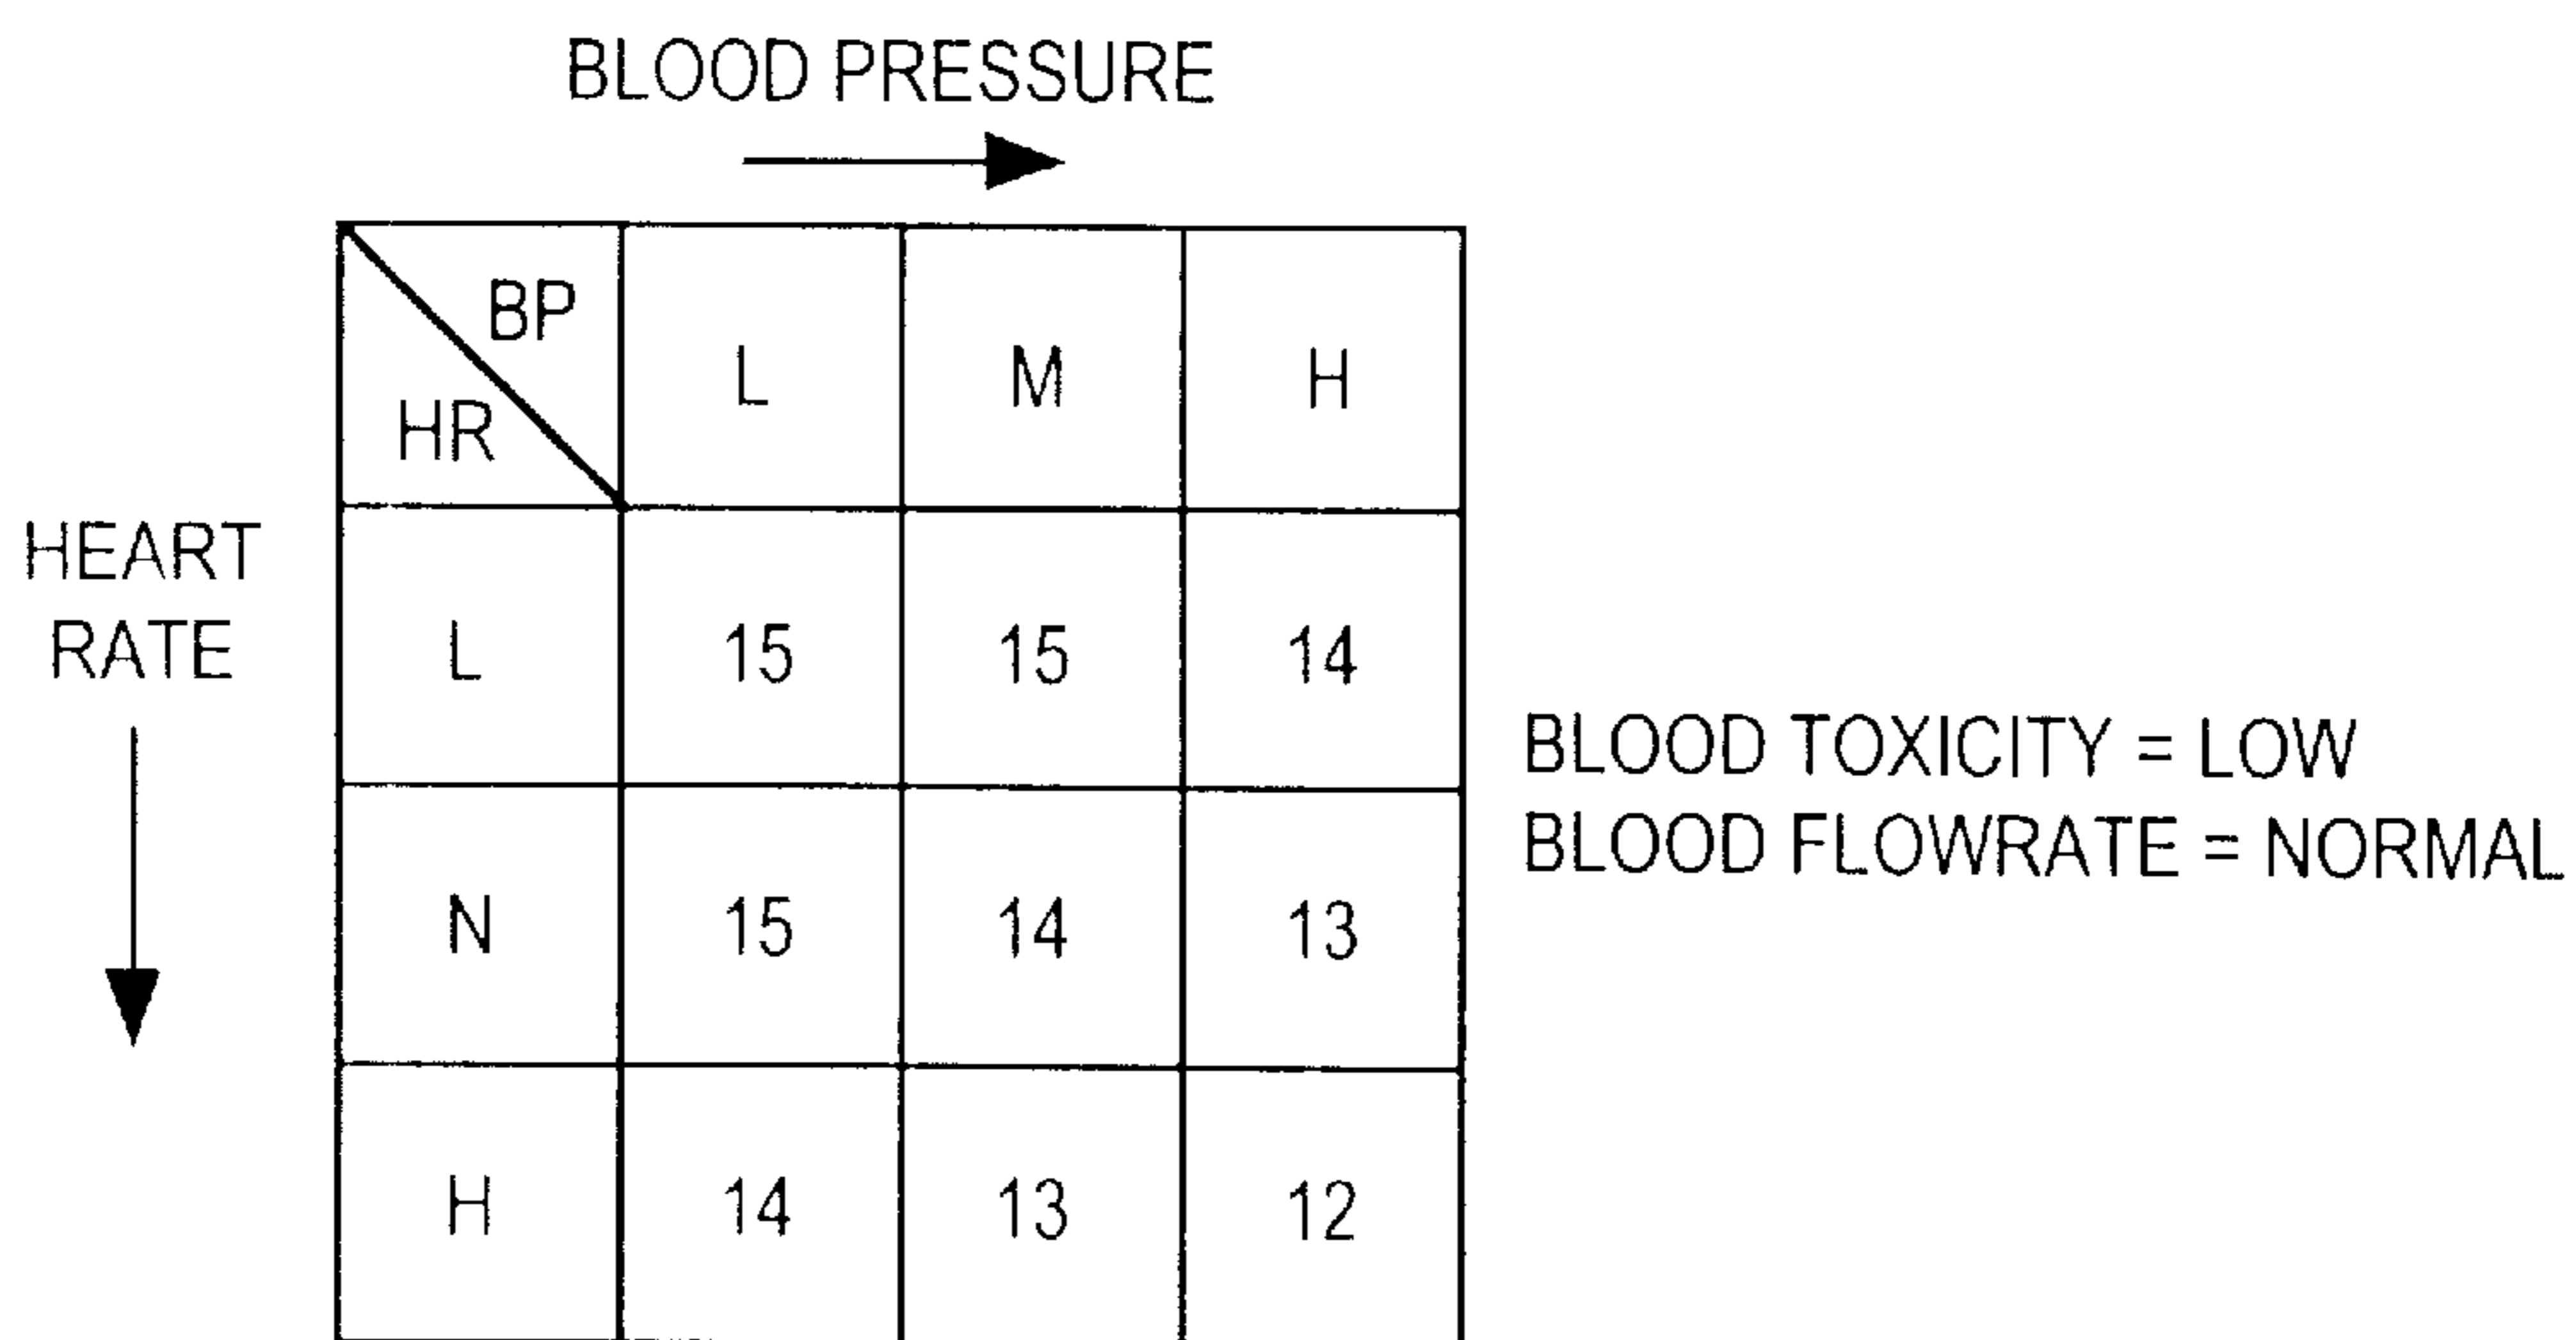 BLOOD PRESSURE
BP
HR
L M H
HEART
RATE
L 15 15 14
N 15 14 13
H 14 13 12
BLOOD TOXICITY = LOW
BLOOD FLOWRATE = NORMAL